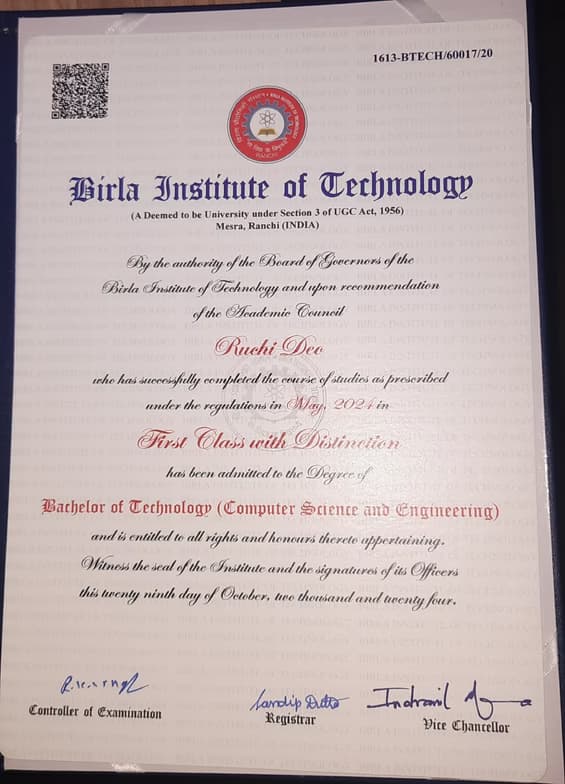 1613-BTECH/60017/20
RANCHI
Birla Institute of Technology
(A Deemed to be University under Section 3 of UGC Act, 1956)
Mesra, Ranchi (INDIA)
By the authority of the Board of Governors of the
Birla Institute of Technology and upon recommendation
of the Academic Council
Ruchi Deo
who has successfully completed the course of studies as prescribed
under the regulations in May, 2024 in
First Class with Distinction
has been admitted to the Degree of
Bachelor of Technology (Computer Science and Engineering)
and is entitled to all rights and honours thereto appertaining.
Witness the seal of the Institute and the signatures of its Officers
this twenty ninth day of October, two thousand and twenty four.
Sandip Dutta
Indranil
Controller of Examination
Registrar
Vice Chancellor